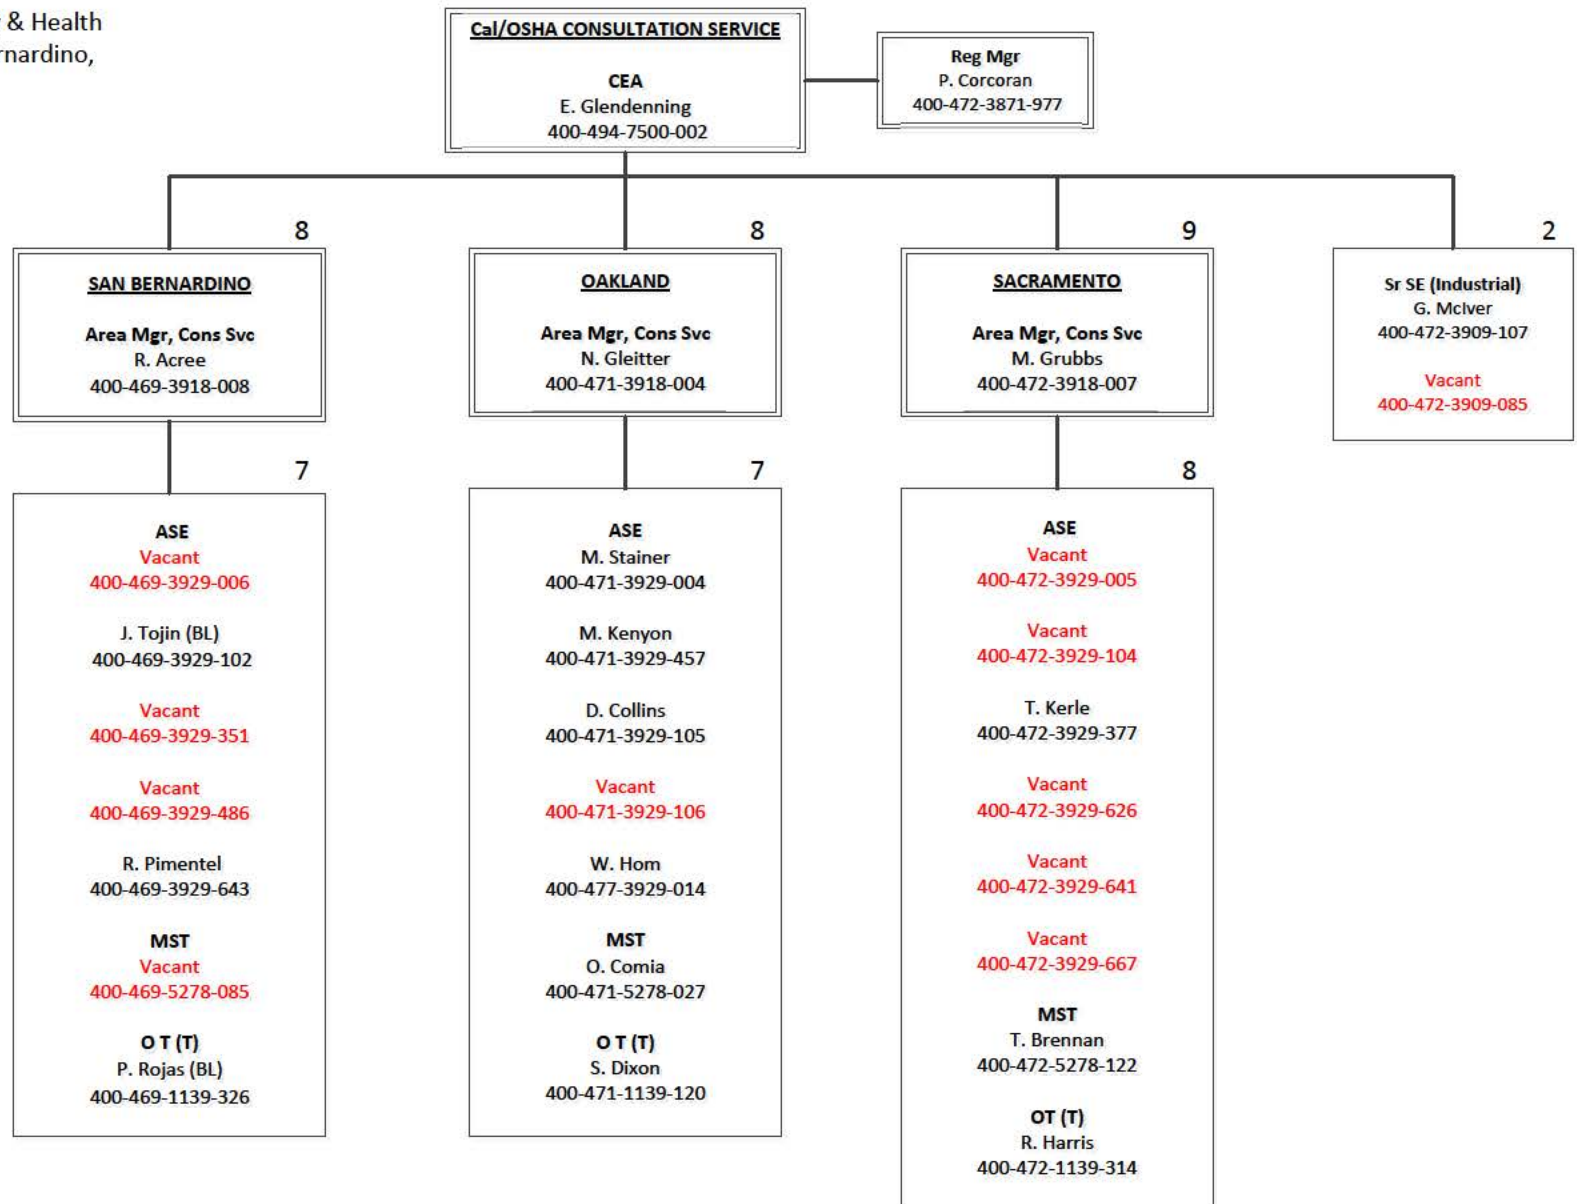 & Health
rnardino,
Cal/OSHA CONSULTATION SERVICE
CEA
E. Glendenning
400-494-7500-002
Reg Mgr
P. Corcoran
400-472-3871-977
8
SAN BERNARDINO
Area Mgr, Cons Svc
R. Acree
400-469-3918-008
7
ASE
Vacant
400-469-3929-006
J. Tojin (BL)
400-469-3929-102
Vacant
400-469-3929-351
Vacant
400-469-3929-486
R. Pimentel
400-469-3929-643
MST
Vacant
400-469-5278-085
O T (T)
P. Rojas (BL)
400-469-1139-326
8
OAKLAND
Area Mgr, Cons Svc
N. Gleitter
400-471-3918-004
7
ASE
M. Stainer
400-471-3929-004
M. Kenyon
400-471-3929-457
D. Collins
400-471-3929-105
Vacant
400-471-3929-106
W. Hom
400-477-3929-014
MST
O. Comia
400-471-5278-027
O T (T)
S. Dixon
400-471-1139-120
9
SACRAMENTO
Area Mgr, Cons Svc
M. Grubbs
400-472-3918-007
8
ASE
Vacant
400-472-3929-005
Vacant
400-472-3929-104
T. Kerle
400-472-3929-377
Vacant
400-472-3929-626
Vacant
400-472-3929-641
Vacant
400-472-3929-667
MST
T. Brennan
400-472-5278-122
OT (T)
R. Harris
400-472-1139-314
2
Sr SE (Industrial)
G. McIver
400-472-3909-107
Vacant
400-472-3909-085